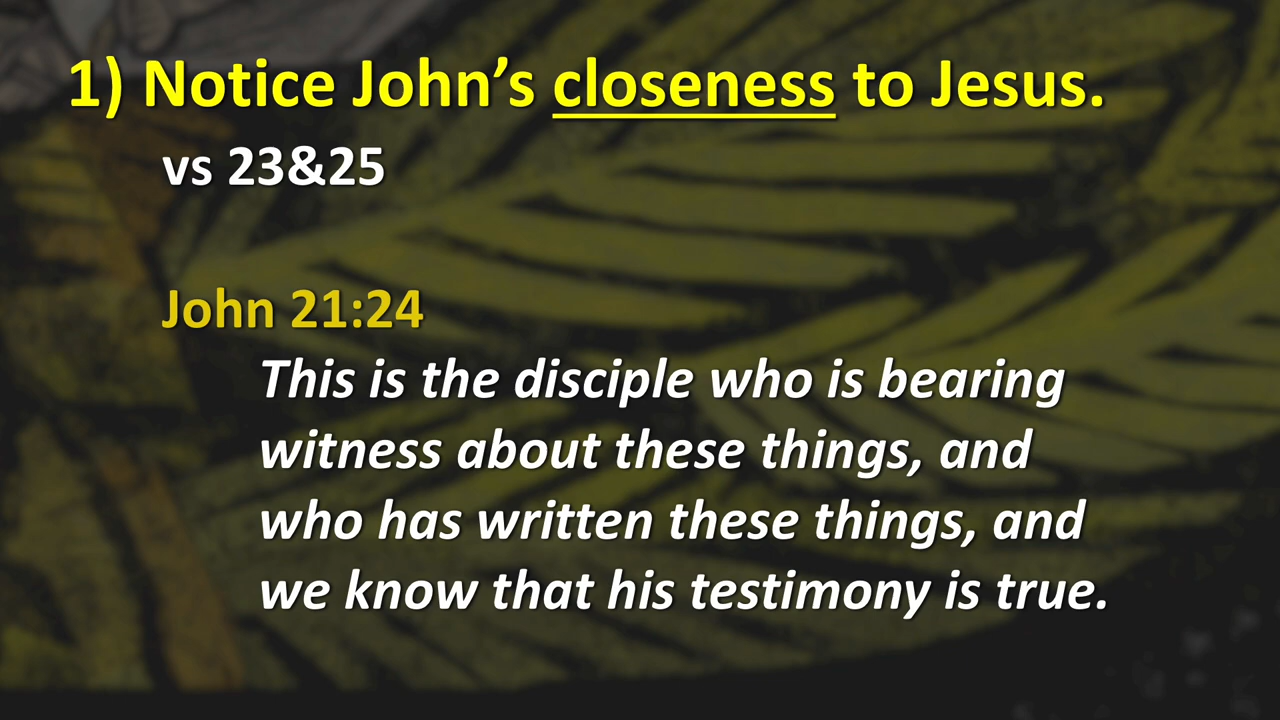 1) Notice John’s closeness to Jesus.
vs 23&25
John 21:24
This is the disciple who is bearing
witness about these things, and
who has written these things, and
we know that his testimony is true.